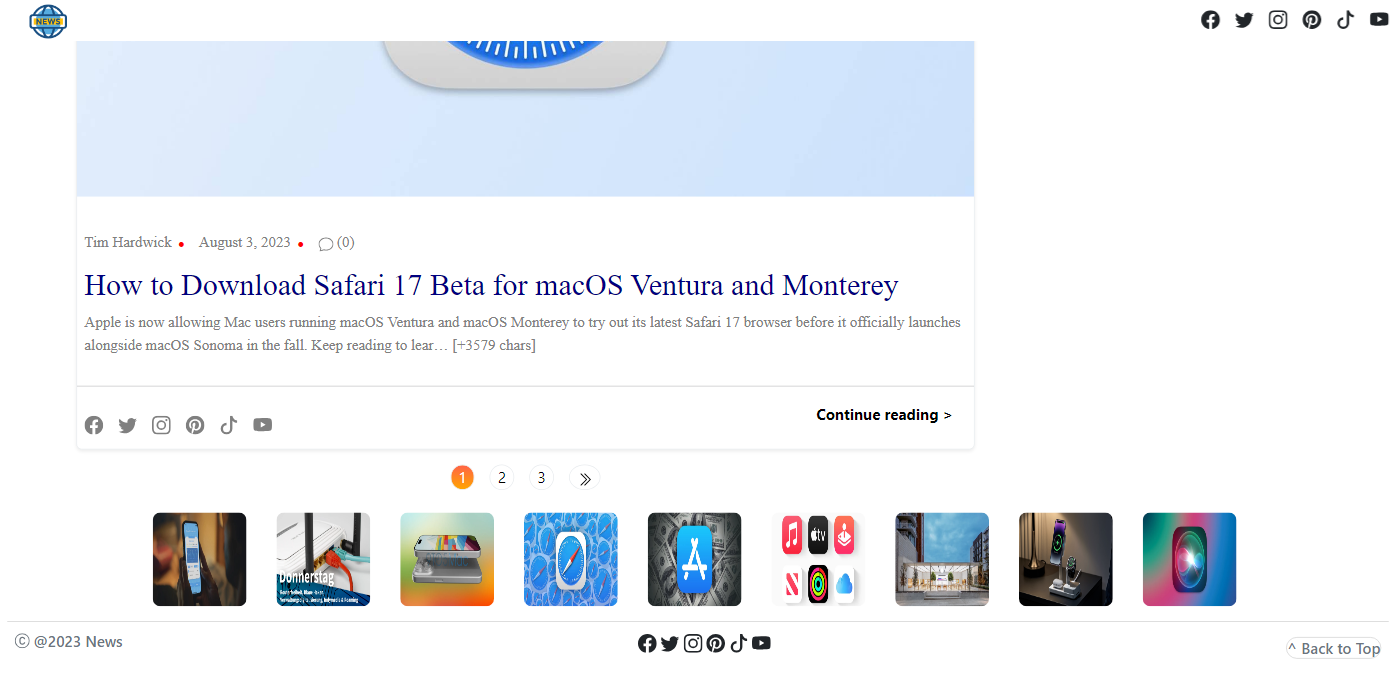 NEWS
Tim Hardwick • August 3, 2023 • (0)
How to Download Safari 17 Beta for macOS Ventura and Monterey
Apple is now allowing Mac users running macOS Ventura and macOS Monterey to try out its latest Safari 17 browser before it officially launches
alongside macOS Sonoma in the fall. Keep reading to lear… [+3579 chars]
Continue reading >
1 2 3 »
Donnerstag
tv
© @2023 News
^ Back to Top